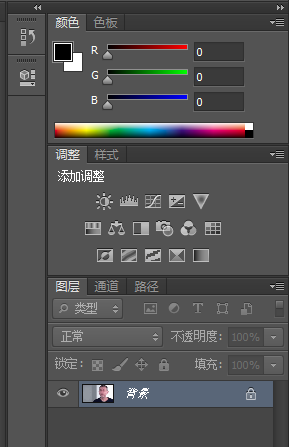 颜色 色板
R 0
G 0
B 0
调整 样式
添加调整
图层 通道 路径
类型
正常 不透明度: 100%
锁定: 填充: 100%
背景